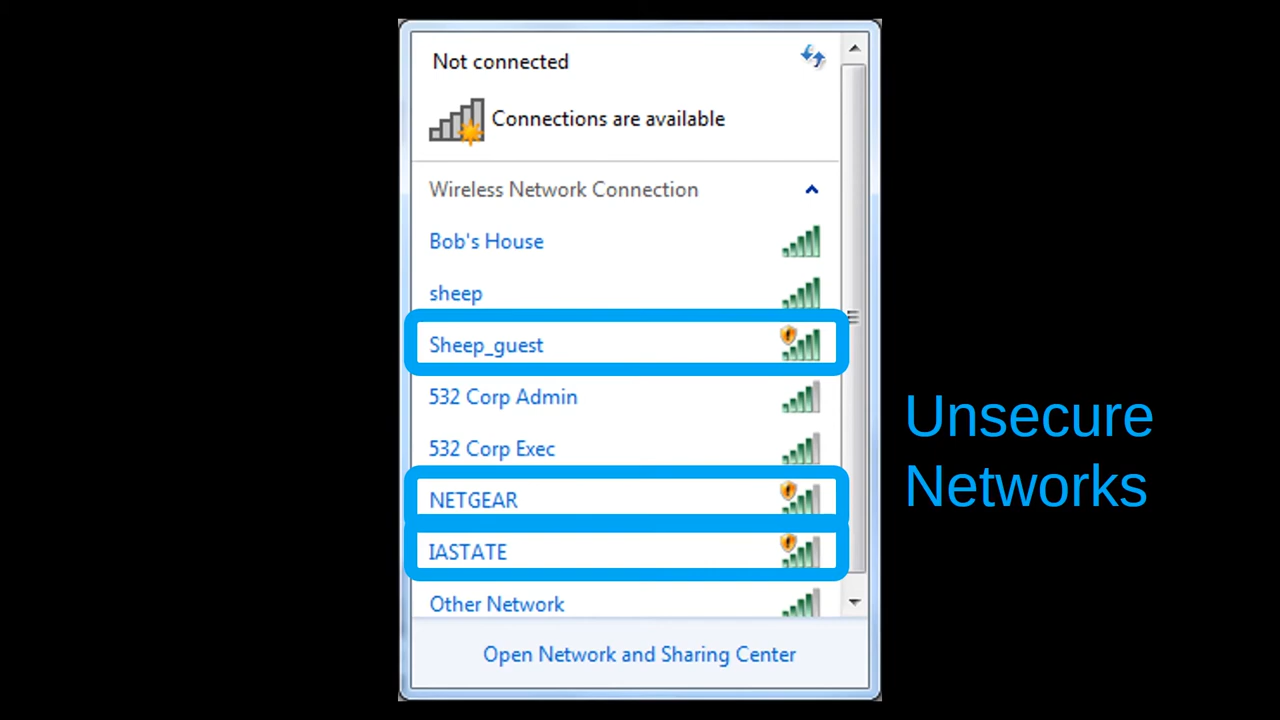 Not connected
Connections are available
Wireless Network Connection
Bob's House
sheep
Sheep_guest
532 Corp Admin
532 Corp Exec
NETGEAR
IASTATE
Other Network
Open Network and Sharing Center
Unsecure
Networks